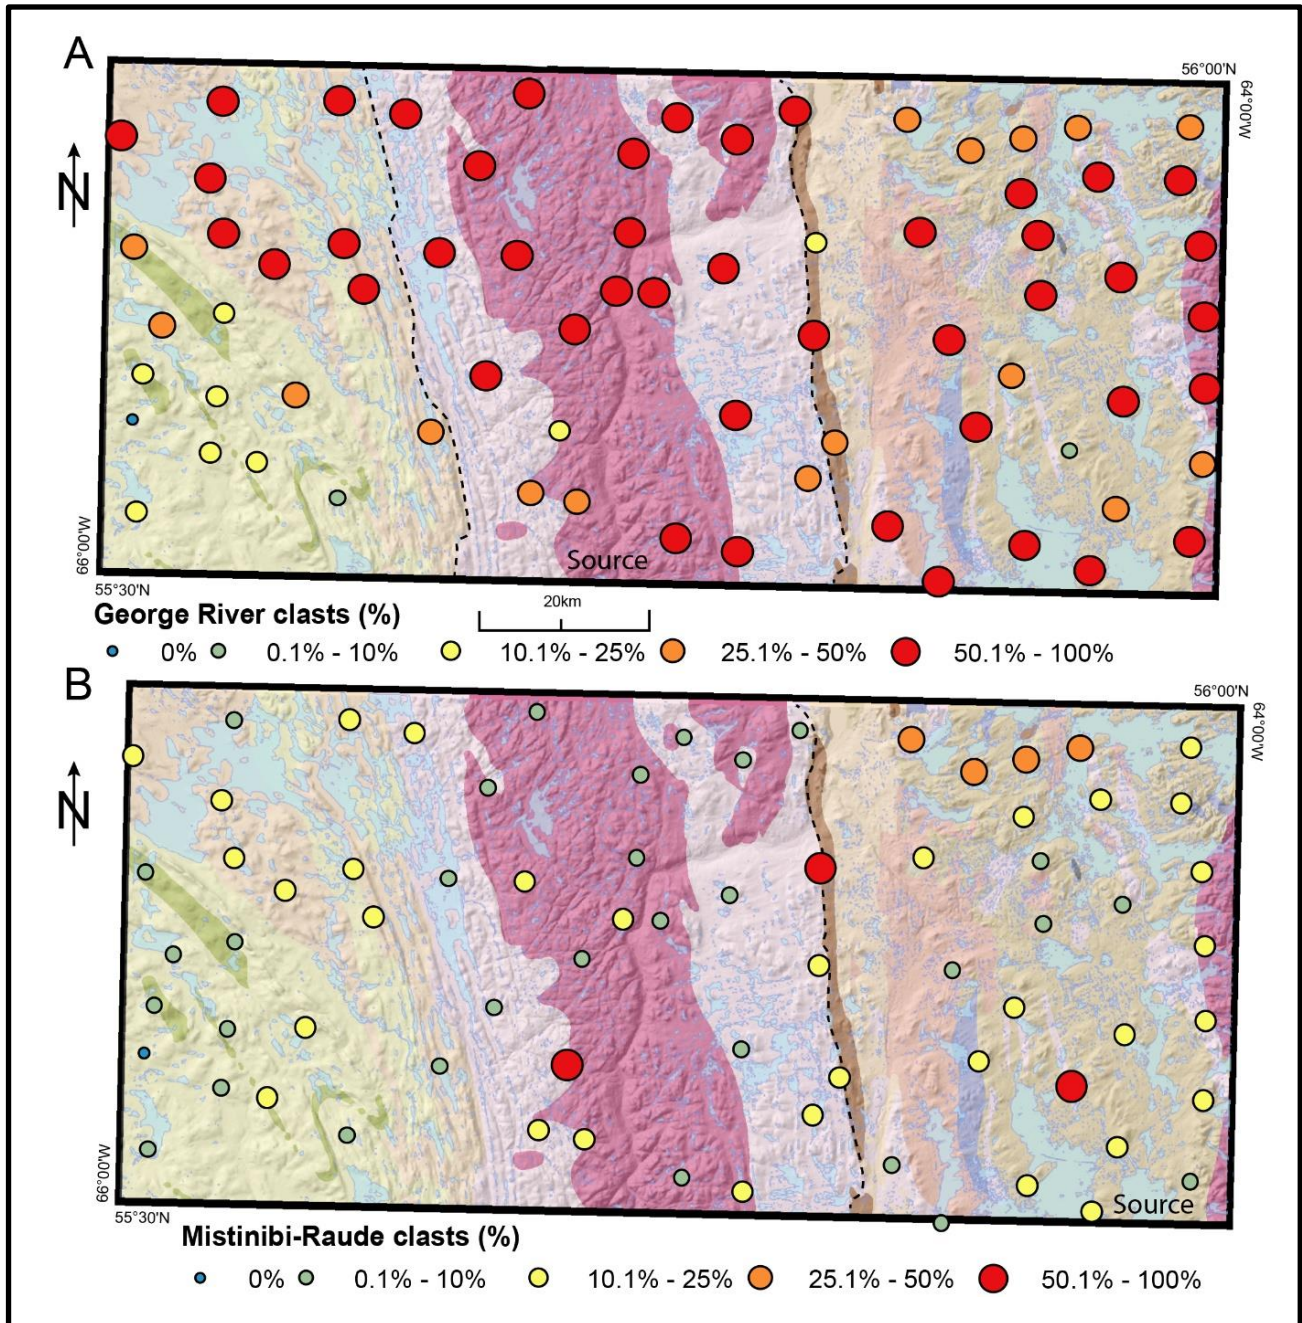 A
56°00'N
64°00'W
N
66°00'W
Source
55°30'N
20km
George River clasts (%)
0% 0.1% - 10% 10.1% - 25% 25.1% - 50% 50.1% - 100%
B
56°00'N
64°00'W
N
66°00'W
Source
55°30'N
Mistinibi-Raude clasts (%)
0% 0.1% - 10% 10.1% - 25% 25.1% - 50% 50.1% - 100%